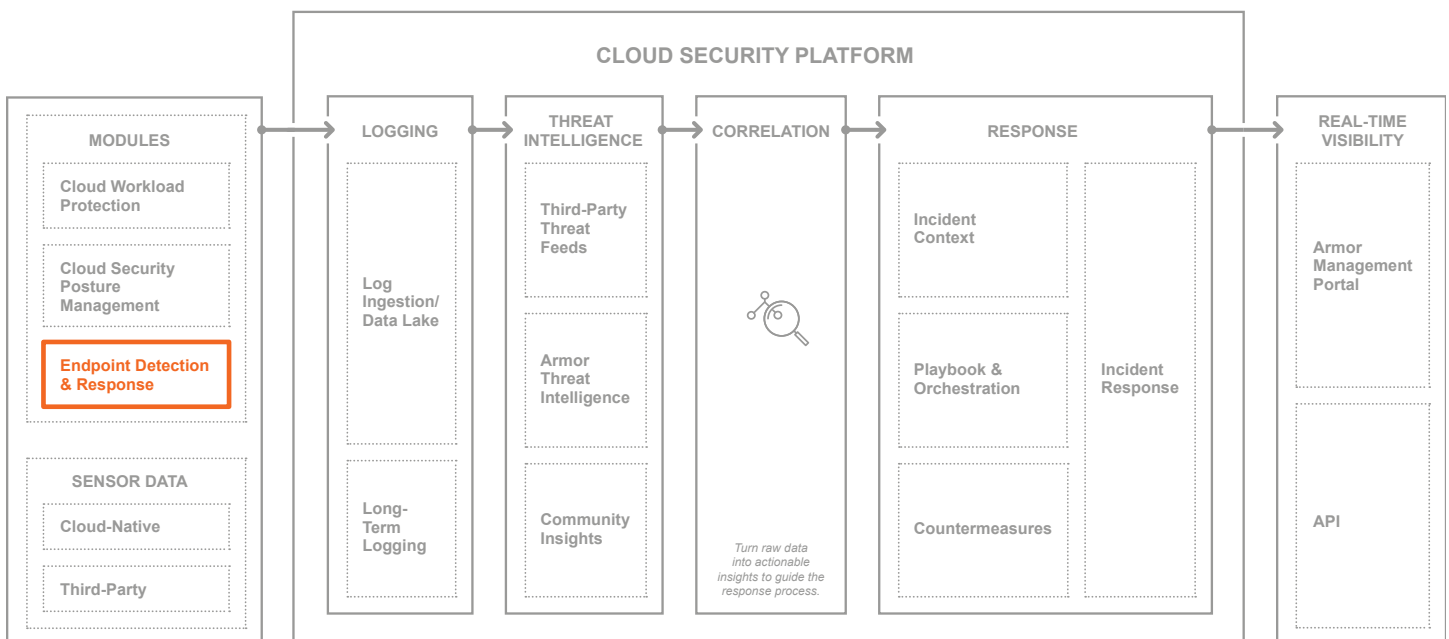 CLOUD SECURITY PLATFORM
MODULES
Cloud Workload
Protection
Cloud Security
Posture
Management
Endpoint Detection
& Response
SENSOR DATA
Cloud-Native
Third-Party
LOGGING
Log
Ingestion/
Data Lake
Long-
Term
Logging
THREAT
INTELLIGENCE
Third-Party
Threat
Feeds
Armor
Threat
Intelligence
Community
Insights
CORRELATION
Turn raw data
into actionable
insights to guide the
response process.
RESPONSE
Incident
Context
Playbook &
Orchestration
Countermeasures
Incident
Response
REAL-TIME
VISIBILITY
Armor
Management
Portal
API